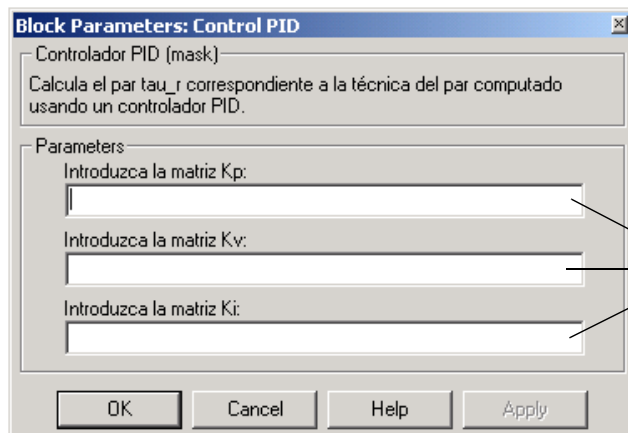 Block Parameters: Control PID
Controlador PID (mask)
Calcula el par tau_r correspondiente a la técnica del par computado
usando un controlador PID.
Parameters
Introduzca la matriz Kp:
Introduzca la matriz Kv:
Introduzca la matriz Ki:
OK Cancel Help Apply